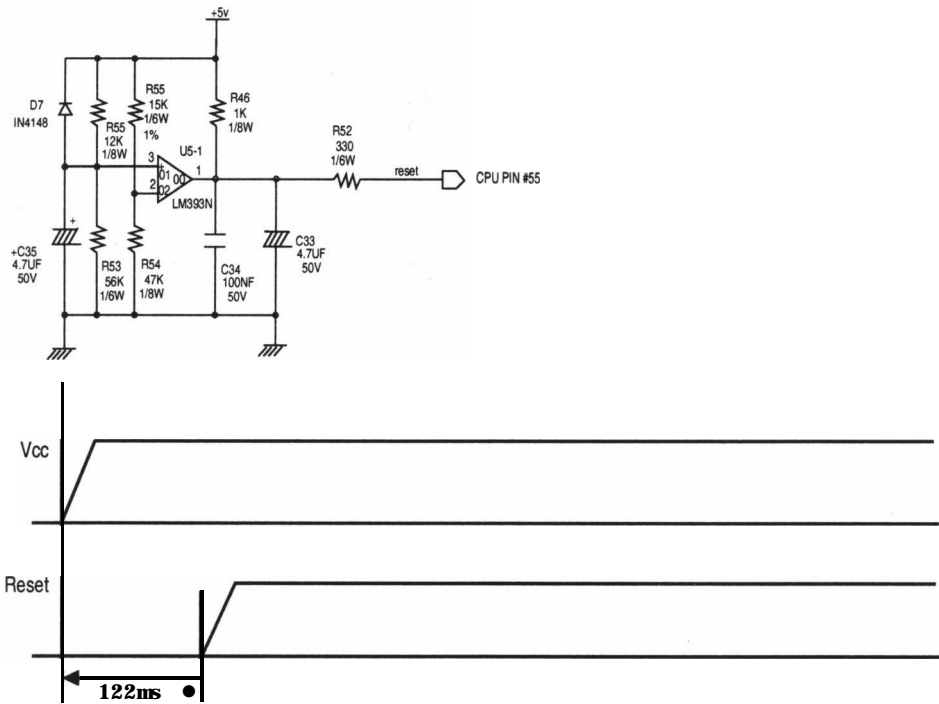 +5v
D7
IN4148
R55
12K
1/8W
R55
15K
1/6W
1%
R46
1K
1/8W
U5-1
3
+
01
00
1
2
-
02
LM393N
R52
330
1/6W
reset
CPU PIN #55
+
+C35
4.7UF
50V
R53
56K
1/6W
R54
47K
1/8W
C34
100NF
50V
C33
4.7UF
50V
Vcc
Reset
122ms